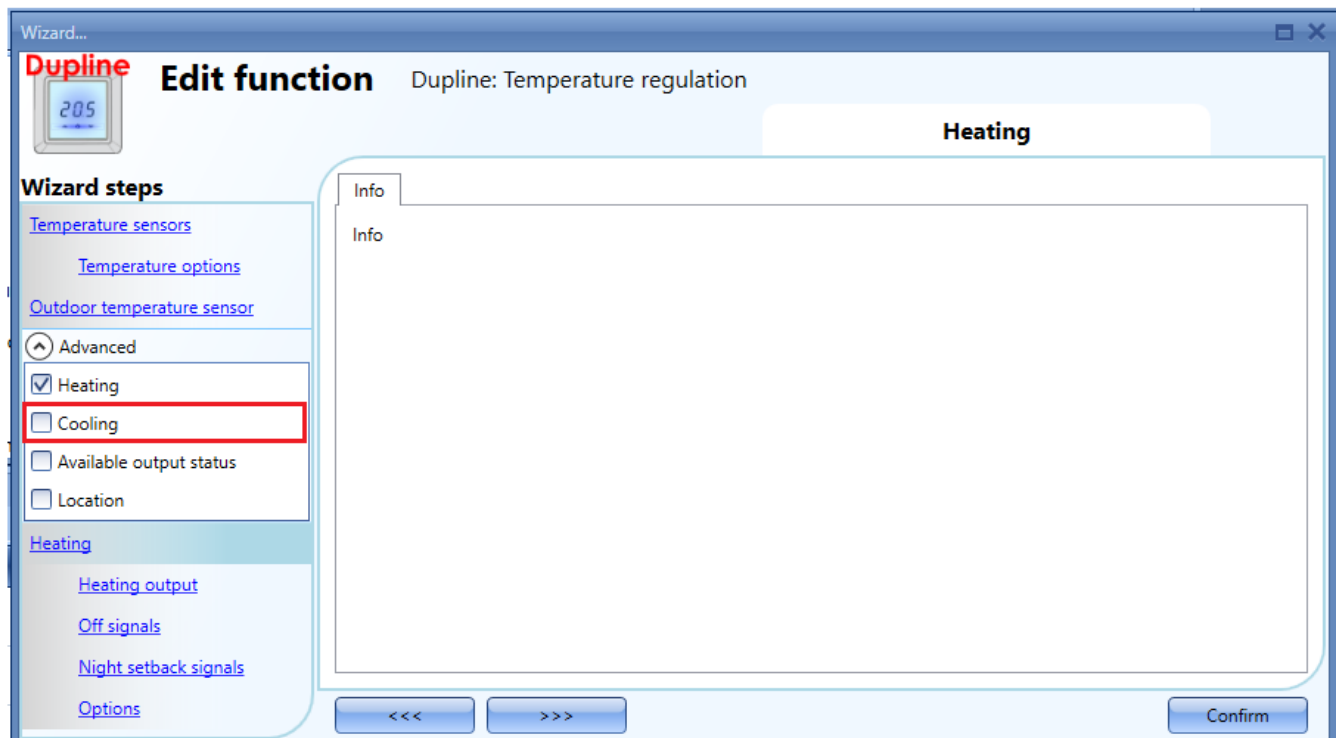 Wizard...
Dupline
205
Edit function
Dupline: Temperature regulation
Heating
Wizard steps
Temperature sensors
Temperature options
Outdoor temperature sensor
Advanced
Heating
Cooling
Available output status
Location
Heating
Heating output
Off signals
Night setback signals
Options
Info
Info
<<<
>>>
Confirm